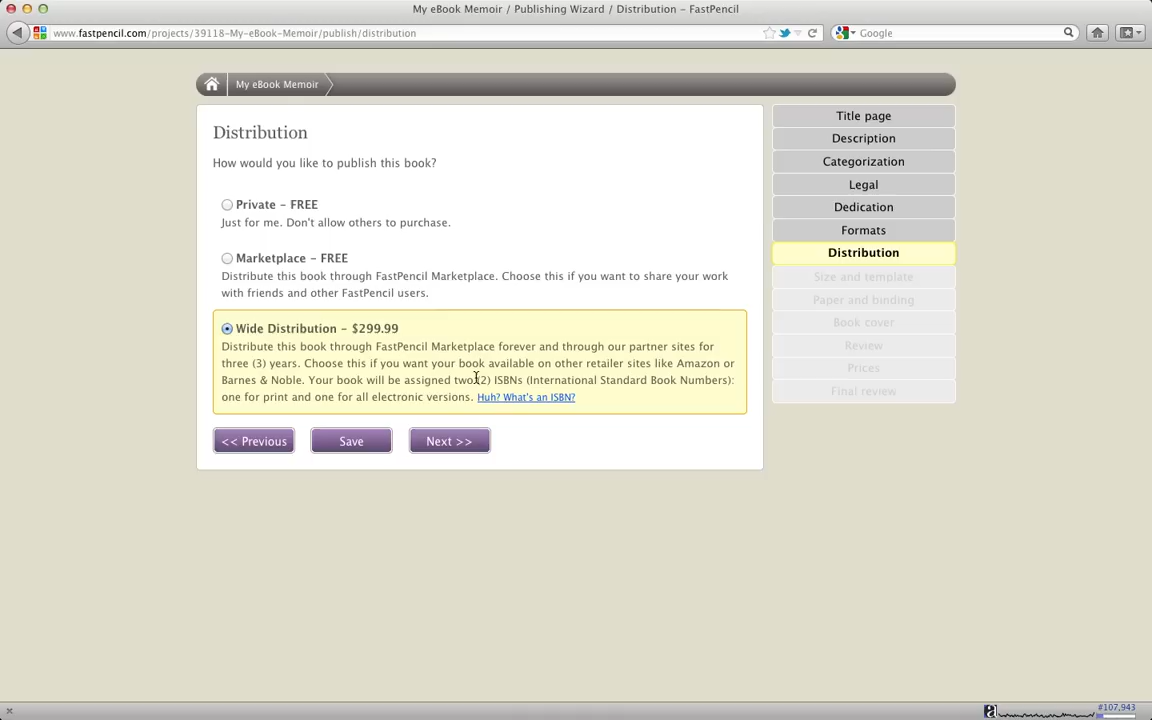 My eBook Memoir / Publishing Wizard / Distribution – FastPencil
www.fastpencil.com/projects/39118-My-eBook-Memoir/publish/distribution
Google
My eBook Memoir
Distribution
How would you like to publish this book?
Private – FREE
Just for me. Don't allow others to purchase.
Marketplace – FREE
Distribute this book through FastPencil Marketplace. Choose this if you want to share your work
with friends and other FastPencil users.
Wide Distribution – $299.99
Distribute this book through FastPencil Marketplace forever and through our partner sites for
three (3) years. Choose this if you want your book available on other retailer sites like Amazon or
Barnes & Noble. Your book will be assigned two (2) ISBNs (International Standard Book Numbers):
one for print and one for all electronic versions. Huh? What's an ISBN?
<< Previous
Save
Next >>
Title page
Description
Categorization
Legal
Dedication
Formats
Distribution
Size and template
Paper and binding
Book cover
Review
Prices
Final review
a
#107,943